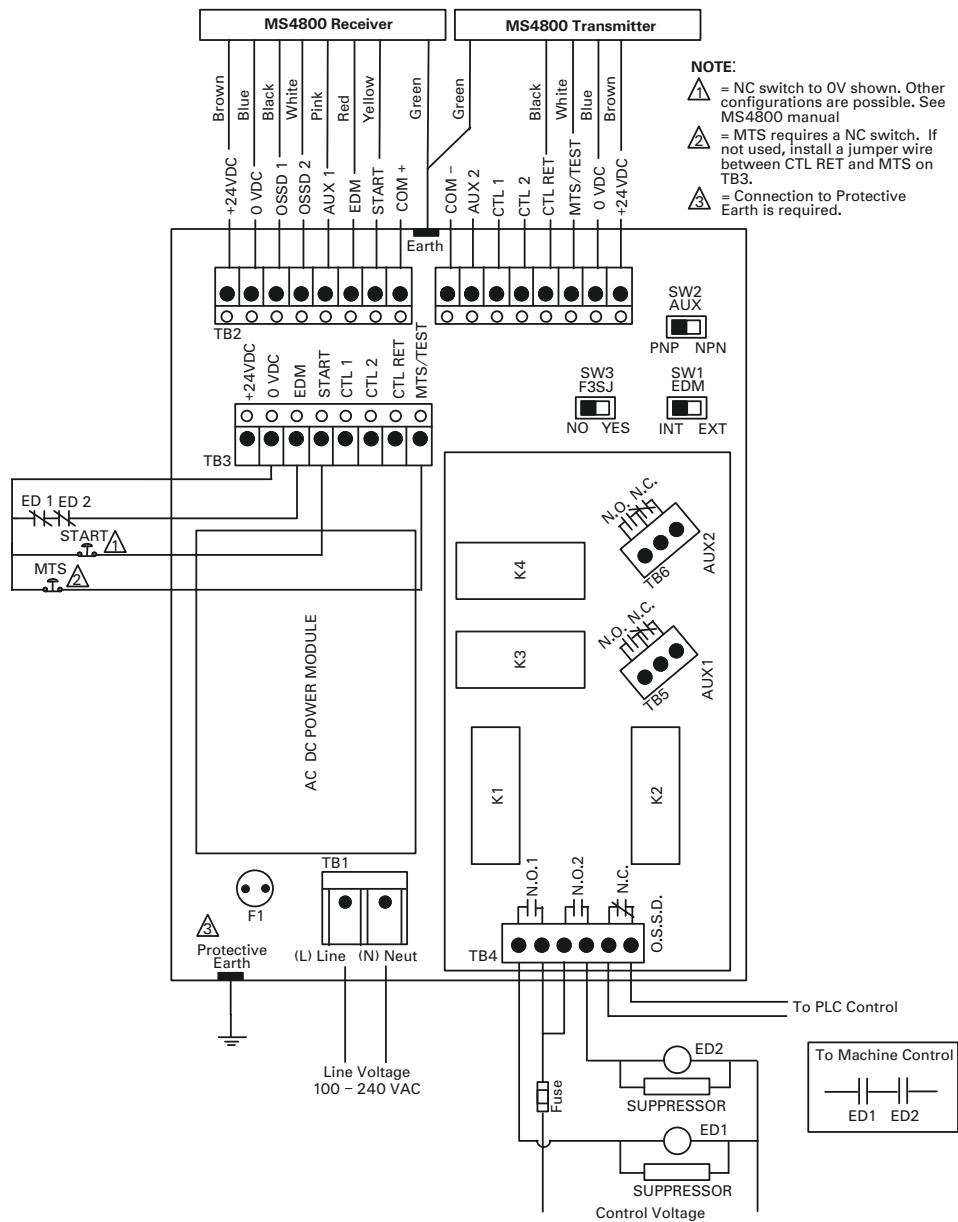 MS4800 Receiver
MS4800 Transmitter
Brown
Blue
Black
White
Pink
Red
Yellow
Green
Green
Black
White
Blue
Brown
NOTE:
1 = NC switch to 0V shown. Other
configurations are possible. See
MS4800 manual
2 = MTS requires a NC switch. If
not used, install a jumper wire
between CTL RET and MTS on
TB3.
3 = Connection to Protective
Earth is required.
+24VDC
0 VDC
OSSD 1
OSSD 2
AUX 1
EDM
START
COM +
COM –
AUX 2
CTL 1
CTL 2
CTL RET
MTS/TEST
0 VDC
+24VDC
Earth
TB2
SW2
AUX
PNP NPN
SW3
F3SJ
NO YES
SW1
EDM
INT EXT
+24VDC
0 VDC
EDM
START
CTL 1
CTL 2
CTL RET
MTS/TEST
TB3
ED 1 ED 2
START 1
MTS 2
AC DC POWER MODULE
K4
K3
K1
K2
N.O. N.C.
TB6
AUX2
N.O. N.C.
TB5
AUX1
F1
TB1
(L) Line (N) Neut
3
Protective
Earth
N.O.1
N.O.2
N.C.
O.S.S.D.
TB4
To PLC Control
Line Voltage
100 – 240 VAC
Fuse
ED2
SUPPRESSOR
ED1
SUPPRESSOR
Control Voltage
To Machine Control
ED1 ED2